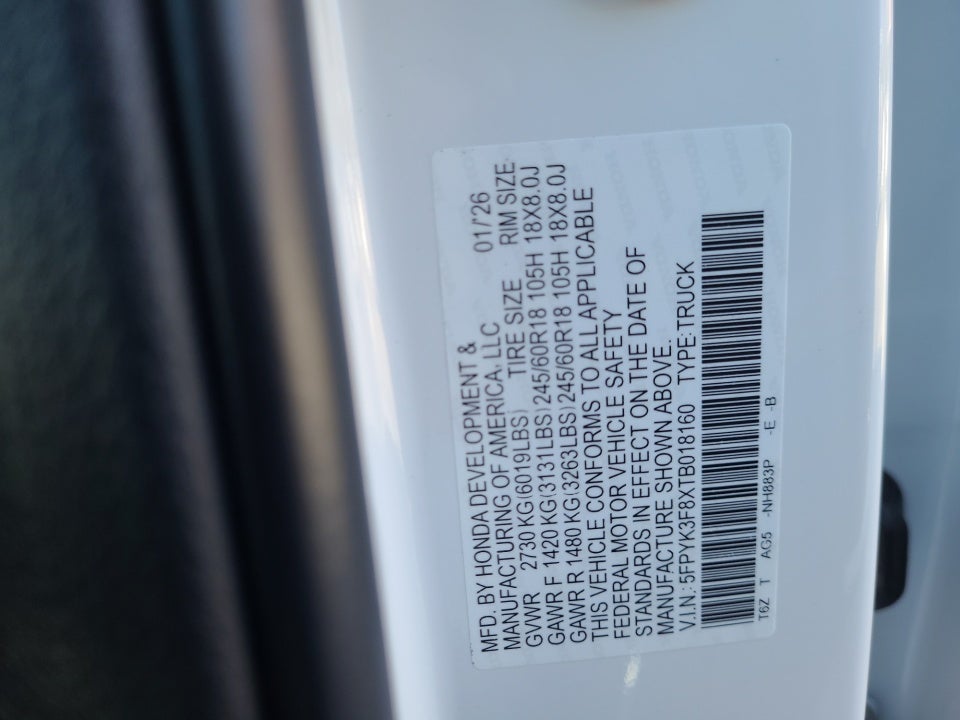 MFD. BY HONDA DEVELOPMENT &
MANUFACTURING OF AMERICA, LLC 01/'26
GVWR 2730 KG(6019LBS) TIRE SIZE RIM SIZE
GAWR F 1420 KG(3131LBS)245/60R18 105H 18X8.0J
GAWR R 1480 KG(3263LBS)245/60R18 105H 18X8.0J
THIS VEHICLE CONFORMS TO ALL APPLICABLE
FEDERAL MOTOR VEHICLE SAFETY
STANDARDS IN EFFECT ON THE DATE OF
MANUFACTURE SHOWN ABOVE.
V.I.N.: 5FPYK3F8XTB018160 TYPE: TRUCK
T6Z T AG5 -NH883P -E -B